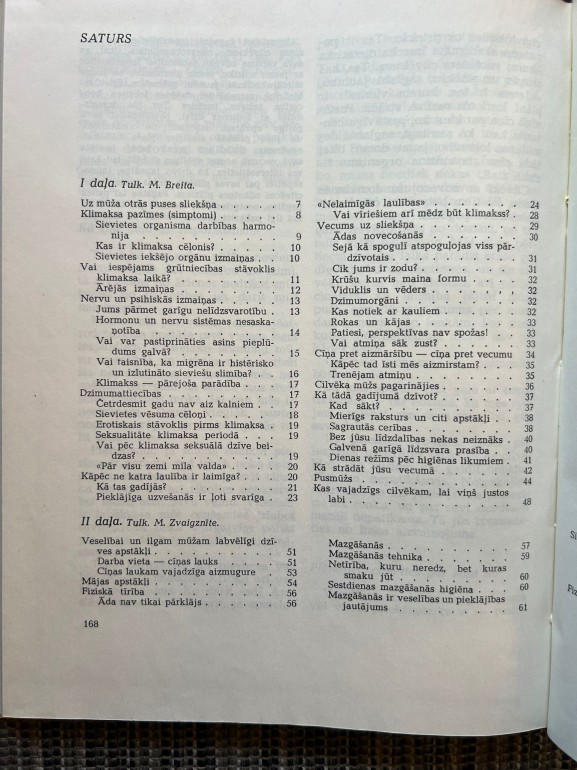 SATURS
I daļa. Tulk. M. Breita.
Uz mūža otrās puses sliekšņa . . . . . 7
Klimaksa pazīmes (simptomi) . . . . . 8
Sievietes organisma darbības harmo-
nija . . . . . . . . . . . 9
Kas ir klimaksa cēlonis? . . . . . 10
Sievietes iekšējo orgānu izmaiņas . . 10
Vai iespējams grūtniecības stāvoklis
klimaksa laikā? . . . . . . . . 11
Ārējās izmaiņas . . . . . . . . 12
Nervu un psihiskās izmaiņas . . . . . 13
Jums pārmet garīgu nelīdzsvarotību . . 13
Hormonu un nervu sistēmas nesaska-
ņotība . . . . . . . . . . 14
Vai var pastiprināties asins pieplū-
dums galvā? . . . . . . . . 15
Vai taisnība, ka migrēna ir histērisko
un izlutināto sieviešu slimība? . . 16
Klimakss — pārejoša parādība . . . 17
Dzimumattiecības . . . . . . . . . 17
Četrdesmit gadu nav aiz kalniem . . . 17
Sievietes vēsuma cēloņi . . . . . . 18
Erotiskais stāvoklis pirms klimaksa . . 19
Seksualitāte klimaksa periodā . . . . 19
Vai pēc klimaksa seksuālā dzīve bei-
dzas? . . . . . . . . . . 19
«Pār visu zemi mīla valda» . . . . 20
Kāpēc ne katra laulība ir laimīga? . . . 20
Kā tas gadījās? . . . . . . . . 21
Pieklājīga uzvešanās ir ļoti svarīga . . 23
«Nelaimīgās laulības» . . . . . . . 24
Vai vīriešiem arī mēdz būt klimakss? . 28
Vecums uz sliekšņa . . . . . . . . 29
Ādas novecošanās . . . . . . . 30
Sejā kā spogulī atspoguļojas viss pār-
dzīvotais . . . . . . . . . 31
Cik jums ir zodu? . . . . . . . 31
Krūšu kurvis maina formu . . . . . 32
Viduklis un vēders . . . . . . . 32
Dzimumorgāni . . . . . . . . . 32
Kas notiek ar kauliem . . . . . . 32
Rokas un kājas . . . . . . . . 33
Patiesi, perspektīvas nav spožas! . . . 33
Vai atmiņa sāk zust? . . . . . . 33
Cīņa pret aizmāršību — cīņa pret vecumu 34
Kāpēc tad īsti mēs aizmirstam? . . . 35
Trenējam atmiņu . . . . . . . . 35
Cilvēka mūžs pagarinājies . . . . . . 36
Kā tādā gadījumā dzīvot? . . . . . . 37
Kad sākt? . . . . . . . . . . 37
Mierīgs raksturs un citi apstākļi . . . 38
Sagrautās cerības . . . . . . . . 38
Bez jūsu līdzdalības nekas neiznāks . . 40
Galvenā garīgā līdzsvara prasība . . . 40
Dienas režīms pēc higiēnas likumiem . . 41
Kā strādāt jūsu vecumā . . . . . . . 42
Pusmūžs . . . . . . . . . . . . 44
Kas vajadzīgs cilvēkam, lai viņš justos
labi . . . . . . . . . . . . 48
II daļa. Tulk. M. Zvaigznīte.
Veselībai un ilgam mūžam labvēlīgi dzī-
ves apstākļi . . . . . . . . . 51
Darba vieta — cīņas lauks . . . . . 51
Cīņas laukam vajadzīga aizmugure . . 53
Mājas apstākļi . . . . . . . . . . 54
Fiziskā tīrība . . . . . . . . . . 56
Āda nav tikai pārklājs . . . . . . 56
Mazgāšanās . . . . . . . . . . 57
Mazgāšanās tehnika . . . . . . . 59
Netīrība, kuru neredz, bet kuras
smaku jūt . . . . . . . . . 60
Sestdienas mazgāšanās higiēna . . . 60
Mazgāšanās ir veselības un pieklājības
jautājums . . . . . . . . . 61
168